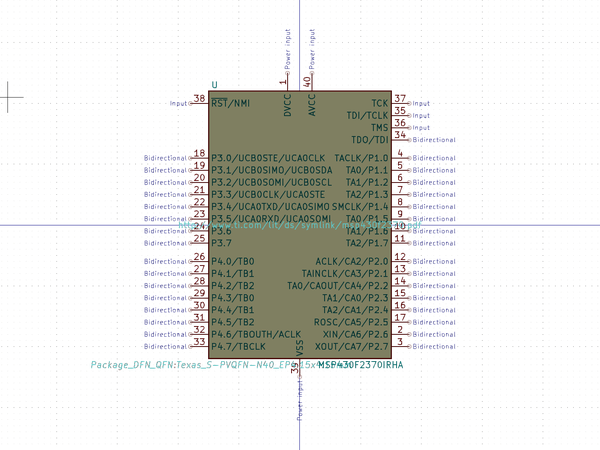 Power input Power input
1 40
U
DVCC AVCC
Input 38 RST/NMI TCK 37 Input
TDI/TCLK 35 Input
TMS 36 Input
TDO/TDI 34 Bidirectional
Bidirectional 18 P3.0/UCB0STE/UCA0CLK TACLK/P1.0 4 Bidirectional
Bidirectional 19 P3.1/UCB0SIMO/UCB0SDA TA0/P1.1 5 Bidirectional
Bidirectional 20 P3.2/UCB0SOMI/UCB0SCL TA1/P1.2 6 Bidirectional
Bidirectional 21 P3.3/UCB0CLK/UCA0STE TA2/P1.3 7 Bidirectional
Bidirectional 22 P3.4/UCA0TXD/UCA0SIMO SMCLK/P1.4 8 Bidirectional
Bidirectional 23 P3.5/UCA0RXD/UCA0SOMI TA0/P1.5 9 Bidirectional
Bidirectional 24 P3.6 TA1/P1.6 10 Bidirectional
Bidirectional 25 P3.7 TA2/P1.7 11 Bidirectional
Bidirectional 26 P4.0/TB0 ACLK/CA2/P2.0 12 Bidirectional
Bidirectional 27 P4.1/TB1 TAINCLK/CA3/P2.1 13 Bidirectional
Bidirectional 28 P4.2/TB2 TA0/CAOUT/CA4/P2.2 14 Bidirectional
Bidirectional 29 P4.3/TB0 TA1/CA0/P2.3 15 Bidirectional
Bidirectional 30 P4.4/TB1 TA2/CA1/P2.4 16 Bidirectional
Bidirectional 31 P4.5/TB2 ROSC/CA5/P2.5 17 Bidirectional
Bidirectional 32 P4.6/TBOUTH/ACLK XIN/CA6/P2.6 2 Bidirectional
Bidirectional 33 P4.7/TBCLK XOUT/CA7/P2.7 3 Bidirectional
VSS
Package_DFN_QFN:Texas_S-PVQFN-N40_EP MSP430F2370IRHA
39
Power input